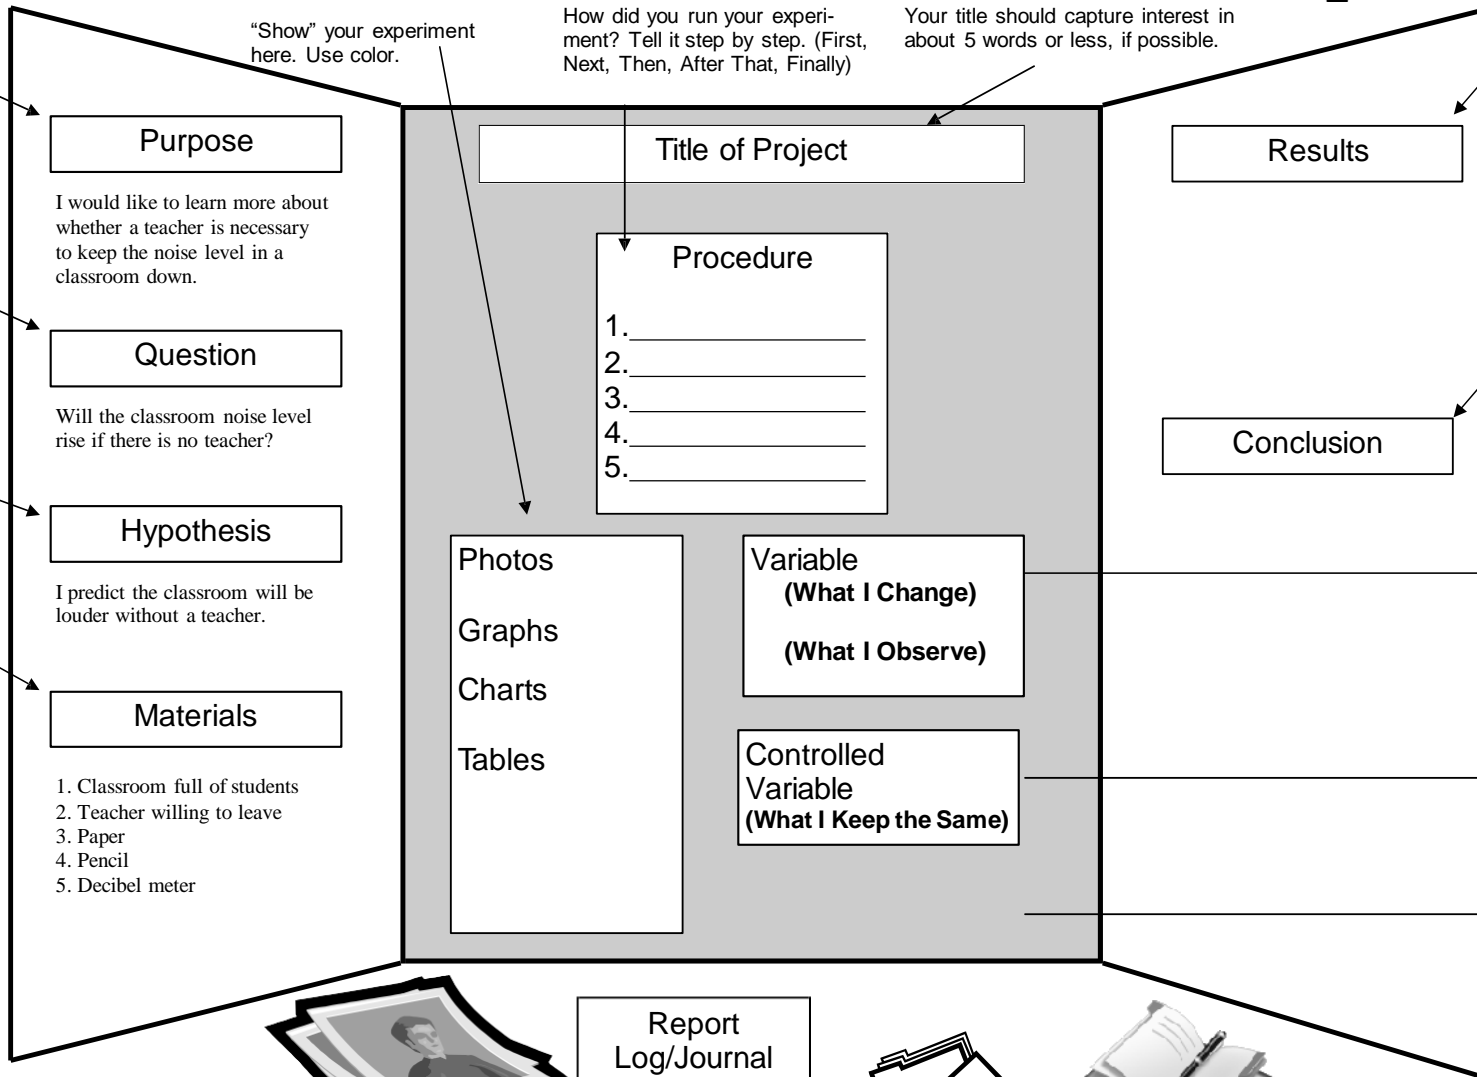 "Show" your experiment
here. Use color.
How did you run your experi-
ment? Tell it step by step. (First,
Next, Then, After That, Finally)
Your title should capture interest in
about 5 words or less, if possible.
Purpose
I would like to learn more about
whether a teacher is necessary
to keep the noise level in a
classroom down.
Question
Will the classroom noise level
rise if there is no teacher?
Hypothesis
I predict the classroom will be
louder without a teacher.
Materials
1. Classroom full of students
2. Teacher willing to leave
3. Paper
4. Pencil
5. Decibel meter
Title of Project
Procedure
1.
2.
3.
4.
5.
Photos
Graphs
Charts
Tables
Variable
(What I Change)
(What I Observe)
Controlled
Variable
(What I Keep the Same)
Results
Conclusion
Report
Log/Journal